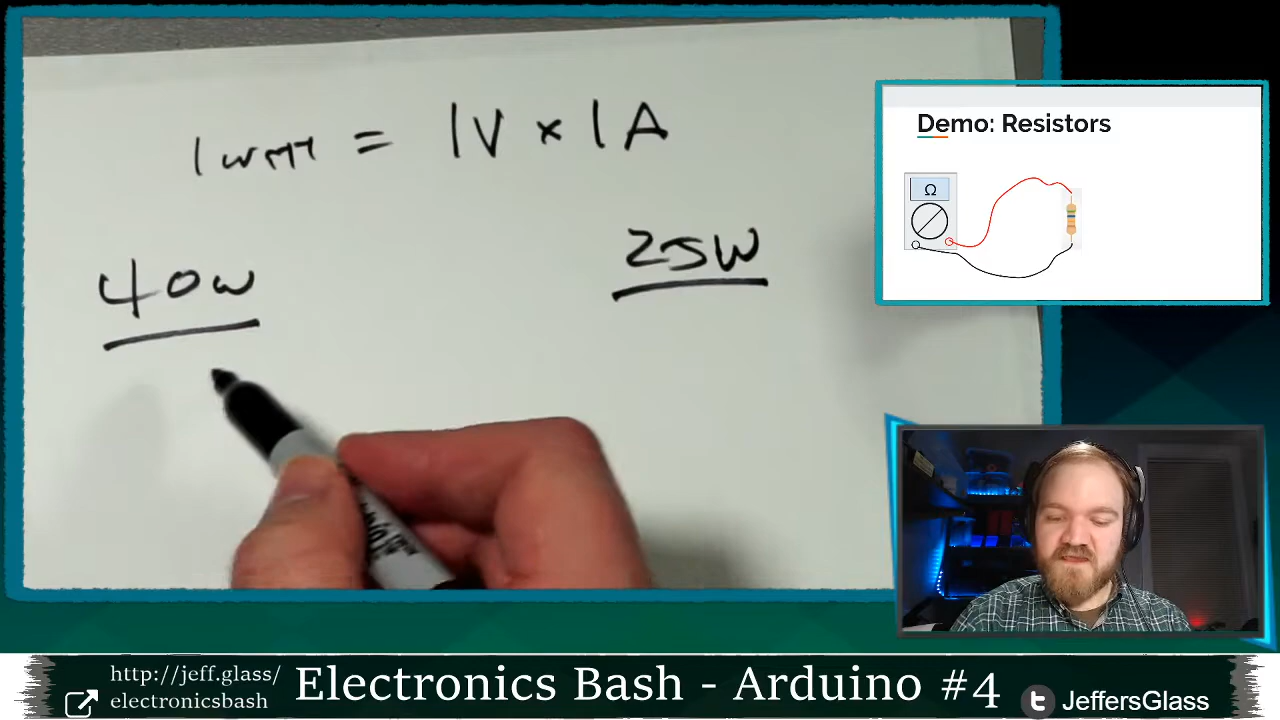 1 WATT = 1V × 1A
40W
25W
Demo: Resistors
Ω
http://jeff.glass/
electronicsbash
Electronics Bash - Arduino #4
JeffersGlass